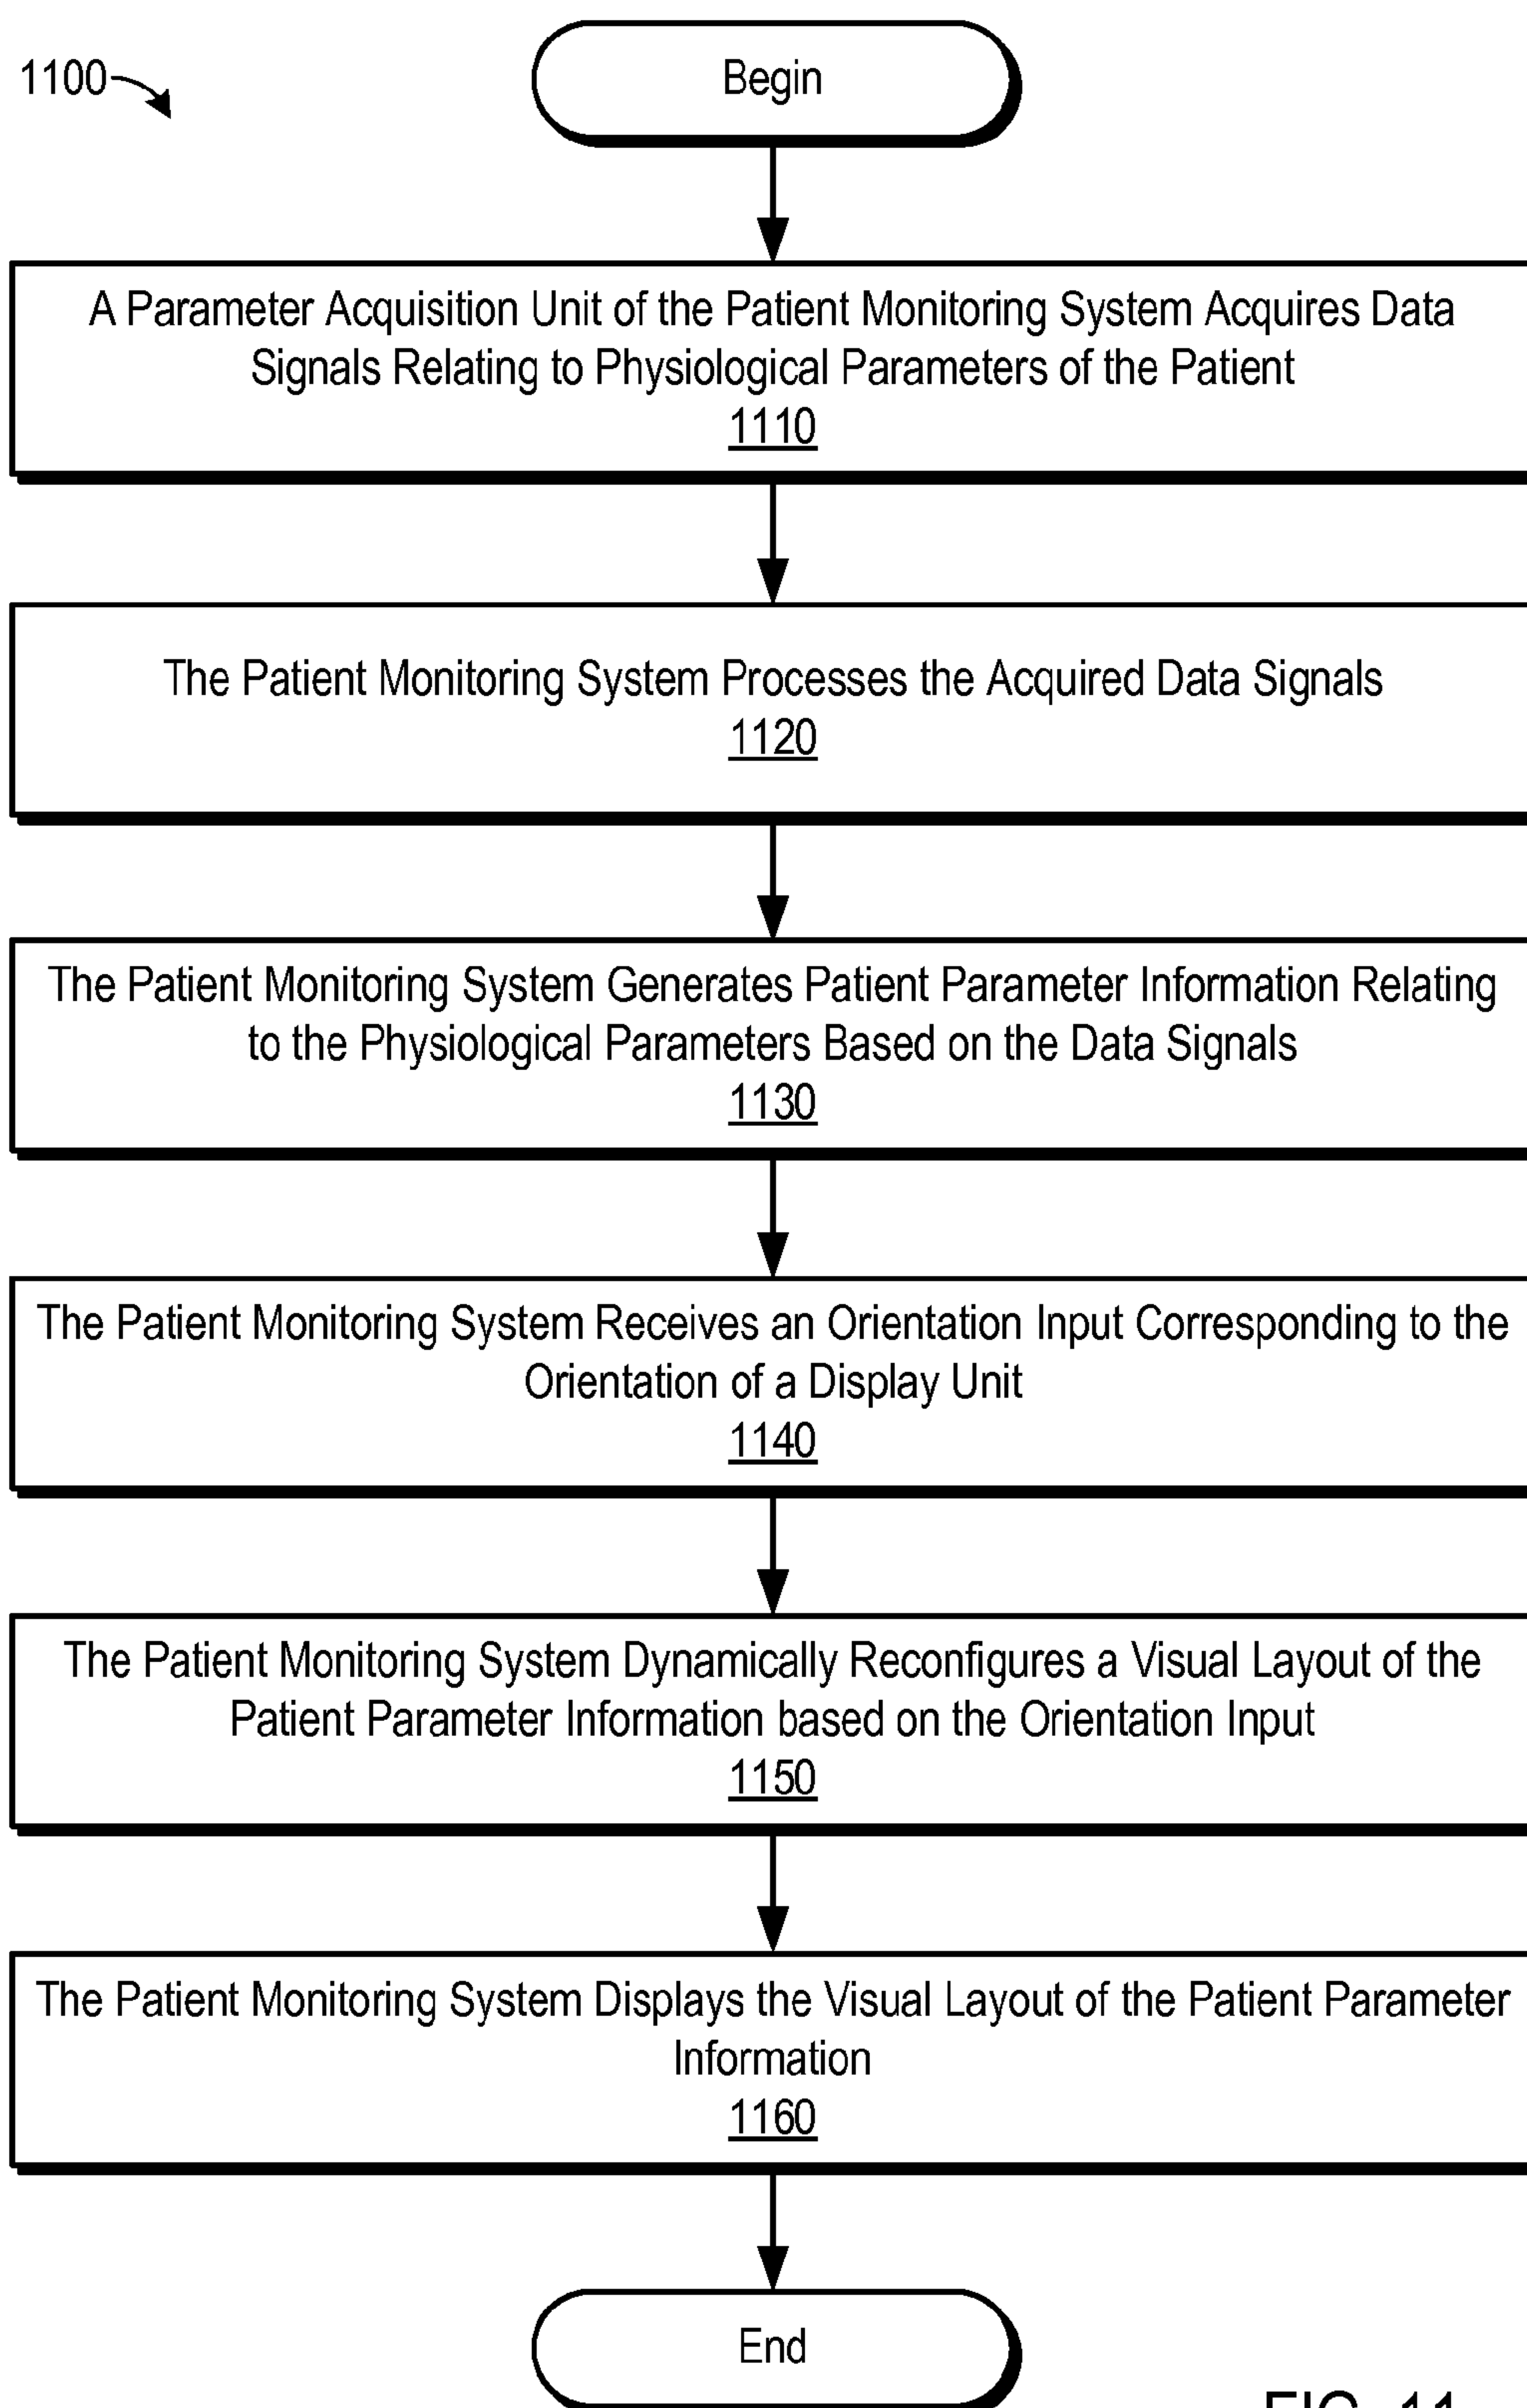 1100
Begin
A Parameter Acquisition Unit of the Patient Monitoring System Acquires Data
Signals Relating to Physiological Parameters of the Patient
1110
The Patient Monitoring System Processes the Acquired Data Signals
1120
The Patient Monitoring System Generates Patient Parameter Information Relating
to the Physiological Parameters Based on the Data Signals
1130
The Patient Monitoring System Receives an Orientation Input Corresponding to the
Orientation of a Display Unit
1140
The Patient Monitoring System Dynamically Reconfigures a Visual Layout of the
Patient Parameter Information based on the Orientation Input
1150
The Patient Monitoring System Displays the Visual Layout of the Patient Parameter
Information
1160
End
FIG. 11